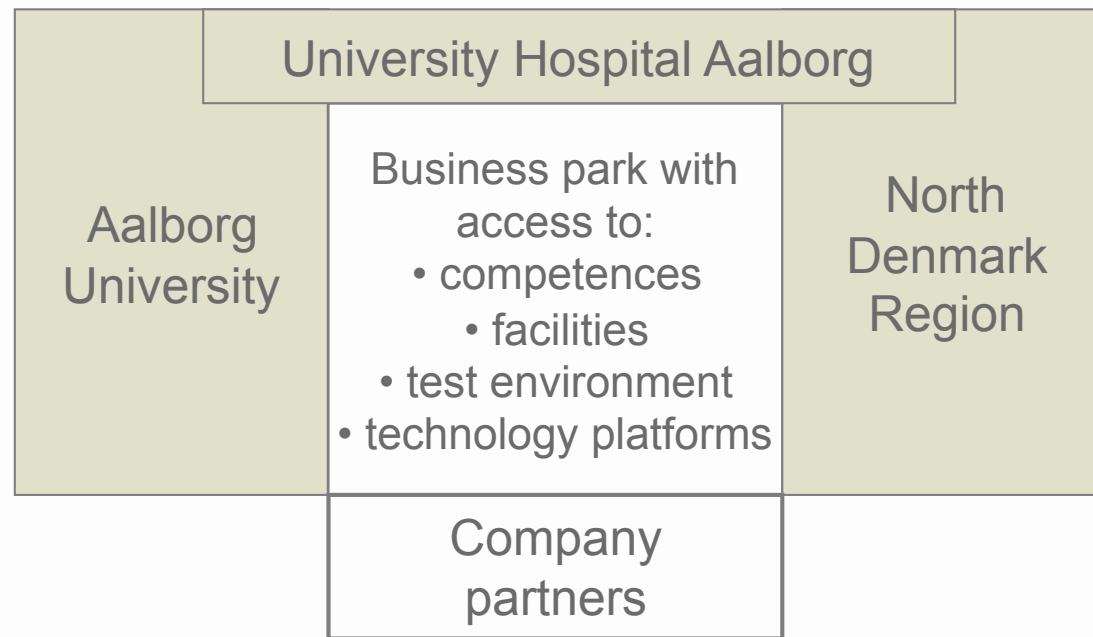 University Hospital Aalborg
Aalborg
University
Business park with
access to:
• competences
• facilities
• test environment
• technology platforms
North
Denmark
Region
Company
partners